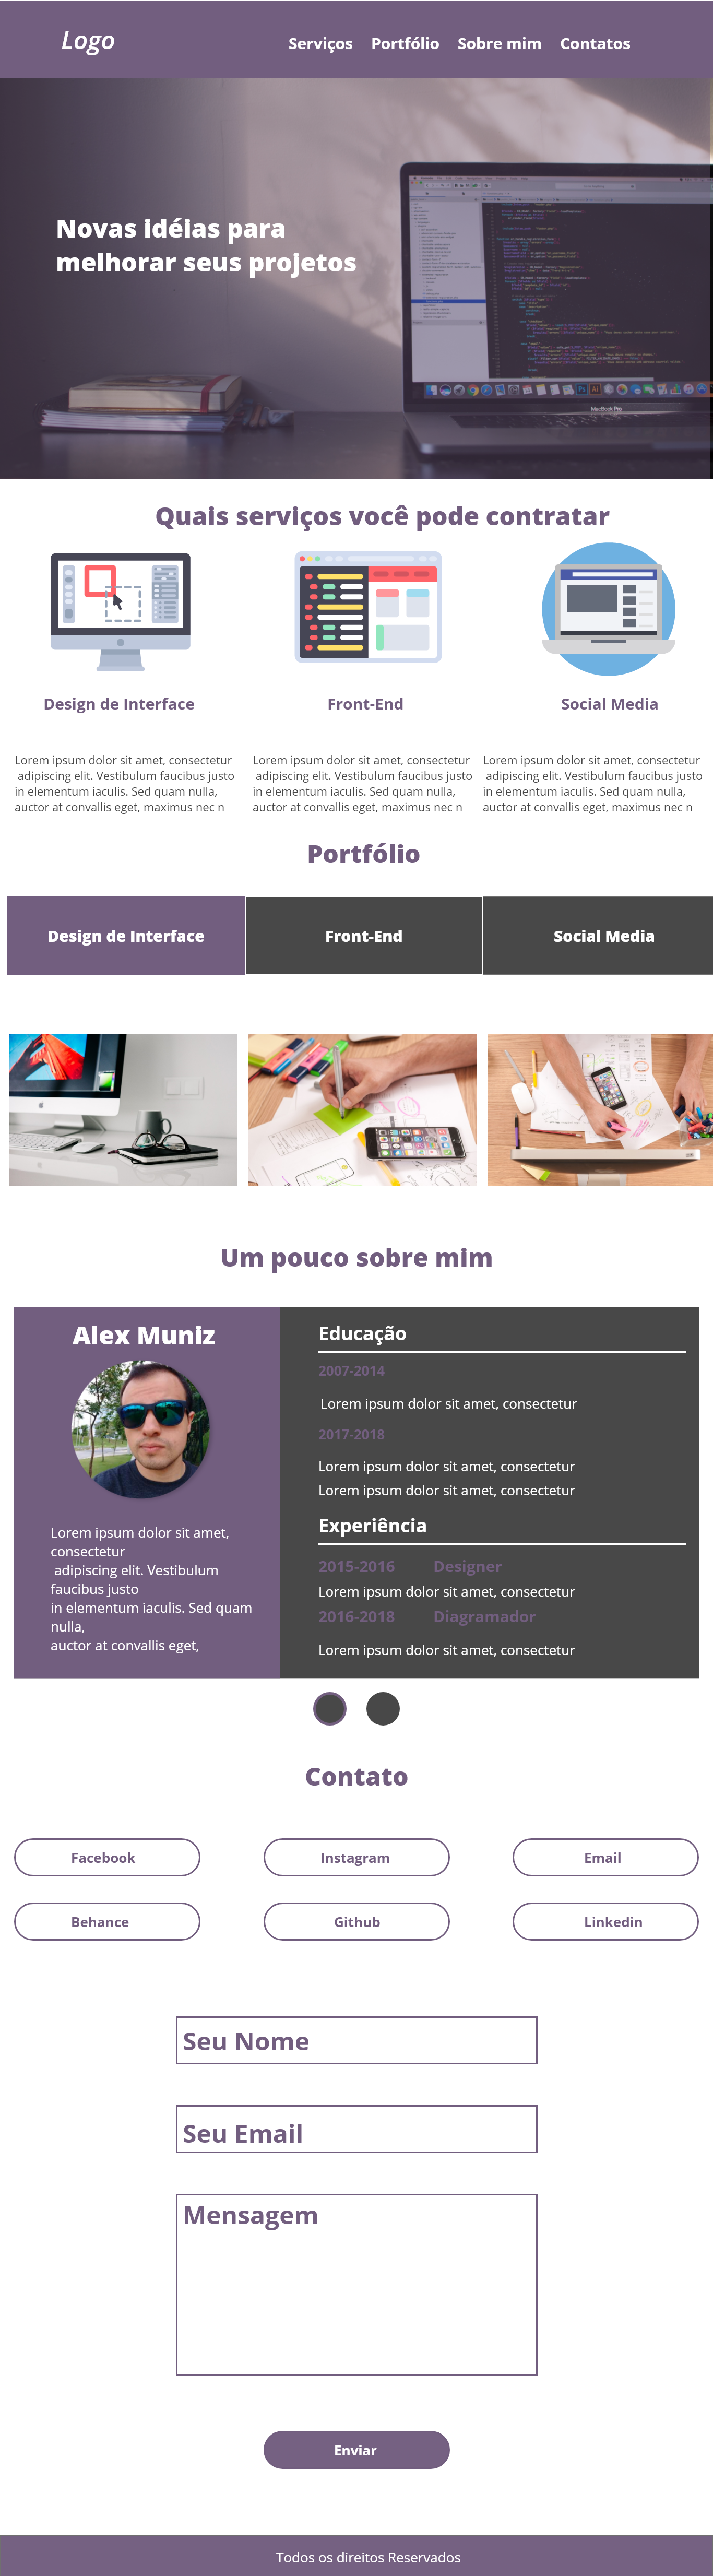 Logo
Serviços Portfólio Sobre mim Contatos
Novas idéias para
melhorar seus projetos
MacBook Pro
Quais serviços você pode contratar
Design de Interface
Front-End
Social Media
Lorem ipsum dolor sit amet, consectetur
adipiscing elit. Vestibulum faucibus justo
in elementum iaculis. Sed quam nulla,
auctor at convallis eget, maximus nec n
Lorem ipsum dolor sit amet, consectetur
adipiscing elit. Vestibulum faucibus justo
in elementum iaculis. Sed quam nulla,
auctor at convallis eget, maximus nec n
Lorem ipsum dolor sit amet, consectetur
adipiscing elit. Vestibulum faucibus justo
in elementum iaculis. Sed quam nulla,
auctor at convallis eget, maximus nec n
Portfólio
Design de Interface
Front-End
Social Media
Um pouco sobre mim
Alex Muniz
Lorem ipsum dolor sit amet,
consectetur
adipiscing elit. Vestibulum
faucibus justo
in elementum iaculis. Sed quam
nulla,
auctor at convallis eget,
Educação
2007-2014
Lorem ipsum dolor sit amet, consectetur
2017-2018
Lorem ipsum dolor sit amet, consectetur
Lorem ipsum dolor sit amet, consectetur
Experiência
2015-2016 Designer
Lorem ipsum dolor sit amet, consectetur
2016-2018 Diagramador
Lorem ipsum dolor sit amet, consectetur
Contato
Facebook
Instagram
Email
Behance
Github
Linkedin
Seu Nome
Seu Email
Mensagem
Enviar
Todos os direitos Reservados